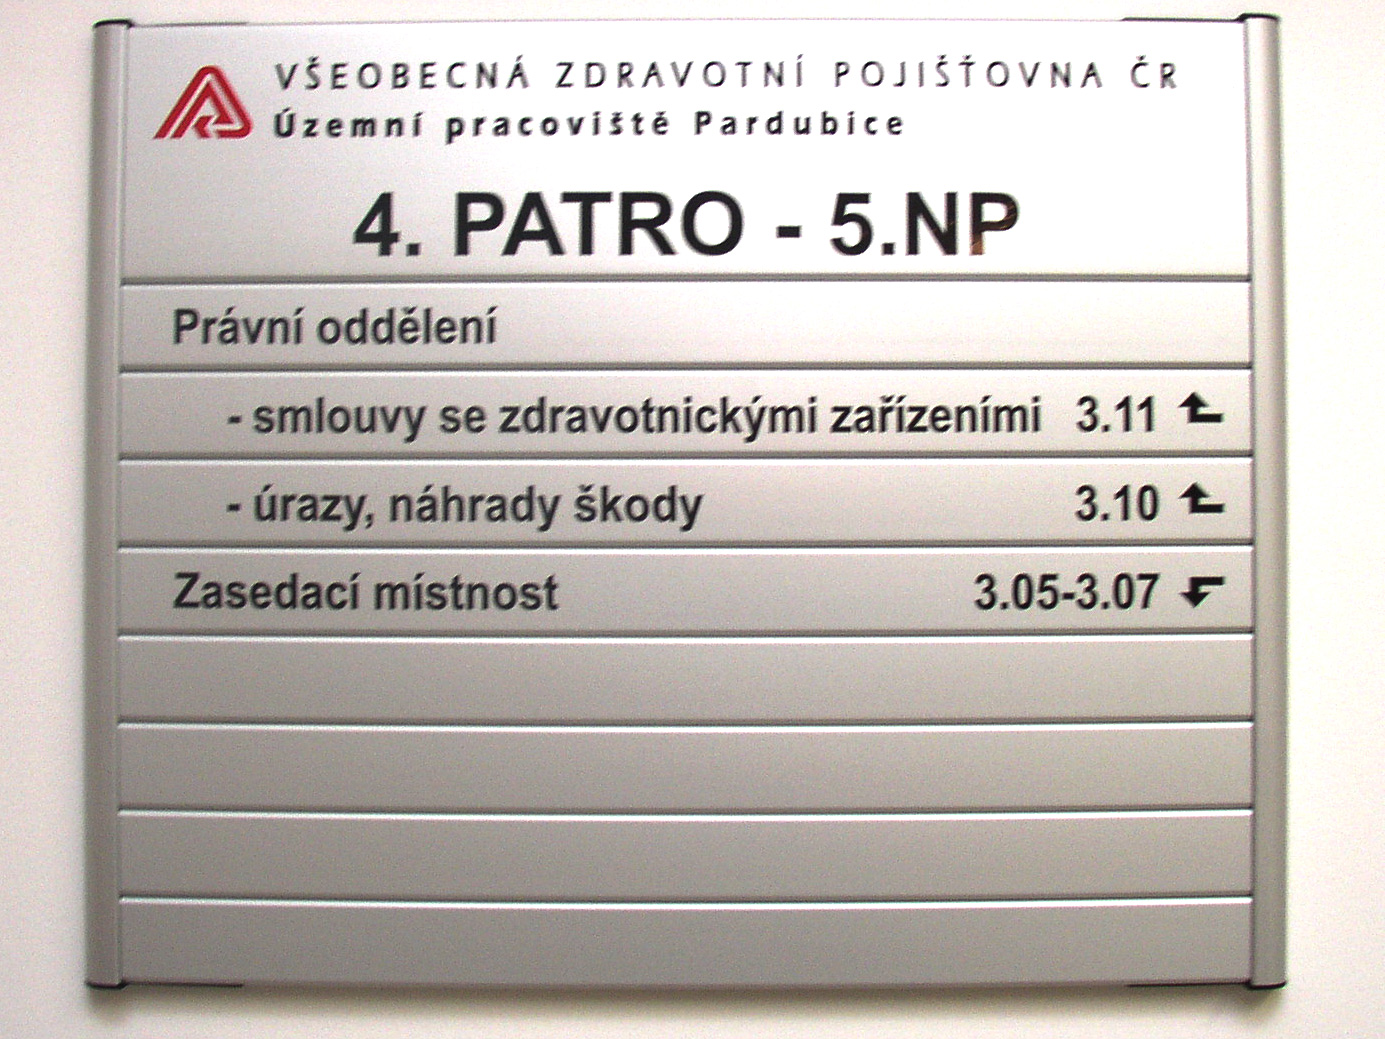 VŠEOBECNÁ ZDRAVOTNÍ POJIŠŤOVNA ČR
Územní pracoviště Pardubice
4. PATRO - 5.NP
Právní oddělení
- smlouvy se zdravotnickými zařízeními 3.11
- úrazy, náhrady škody 3.10
Zasedací místnost 3.05-3.07